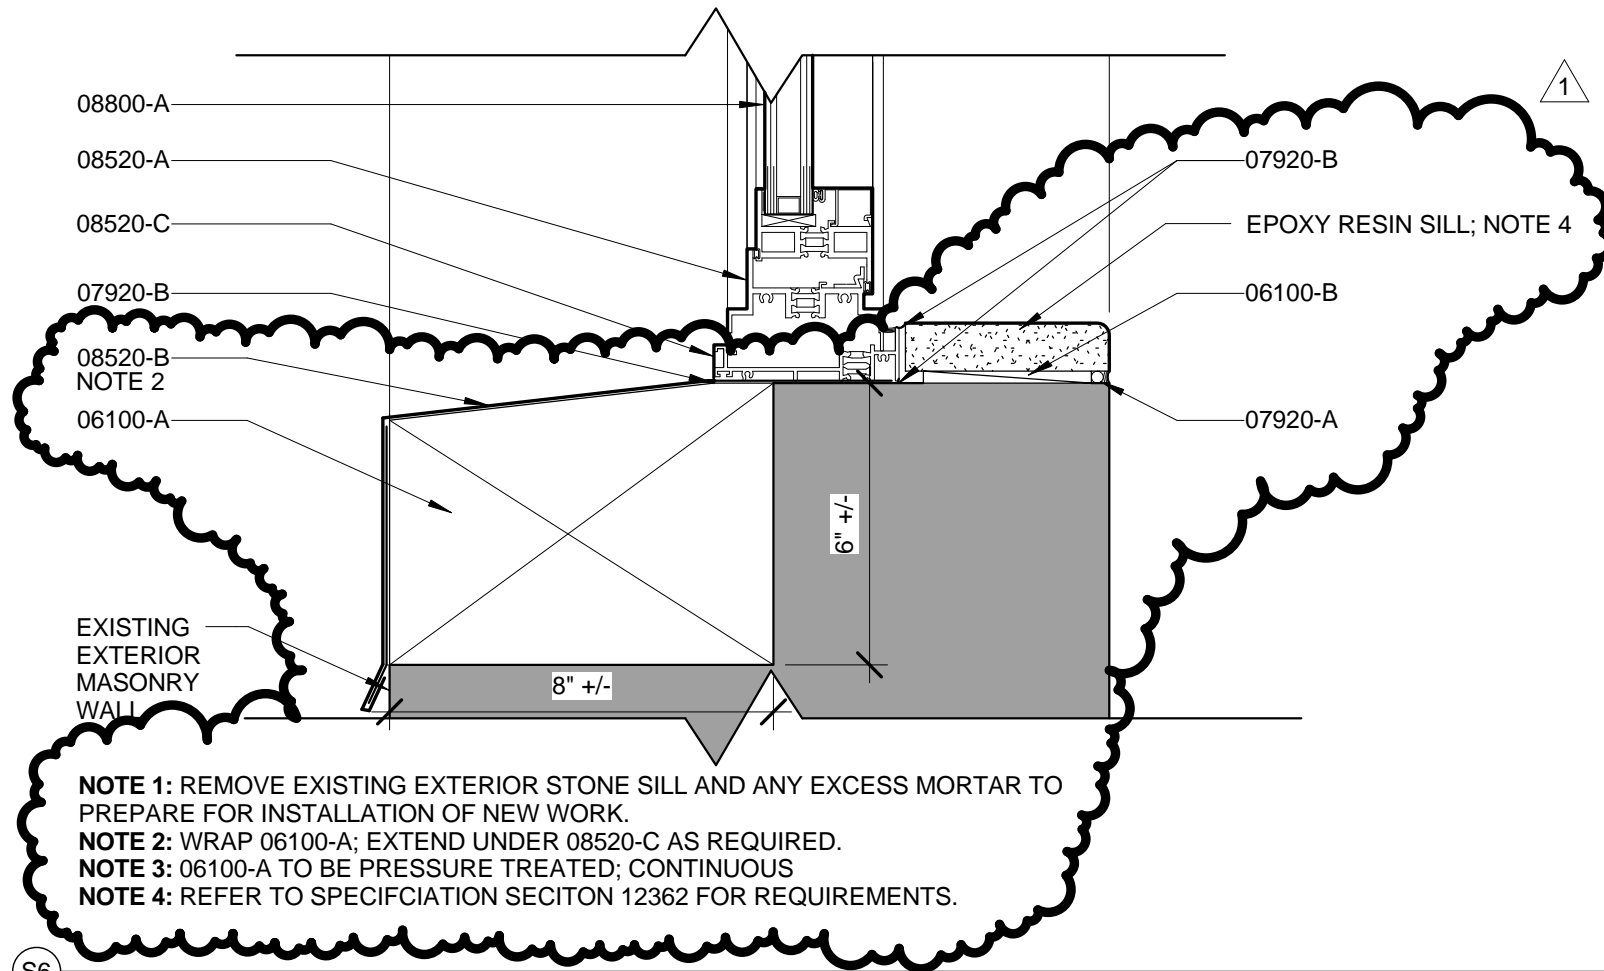 08800-A
08520-A
08520-C
07920-B
08520-B
NOTE 2
06100-A
EXISTING
EXTERIOR
MASONRY
WALL
1
07920-B
EPOXY RESIN SILL; NOTE 4
06100-B
07920-A
6" +/-
8" +/-
NOTE 1: REMOVE EXISTING EXTERIOR STONE SILL AND ANY EXCESS MORTAR TO
PREPARE FOR INSTALLATION OF NEW WORK.
NOTE 2: WRAP 06100-A; EXTEND UNDER 08520-C AS REQUIRED.
NOTE 3: 06100-A TO BE PRESSURE TREATED; CONTINUOUS
NOTE 4: REFER TO SPECIFCIATION SECITON 12362 FOR REQUIREMENTS.
S6